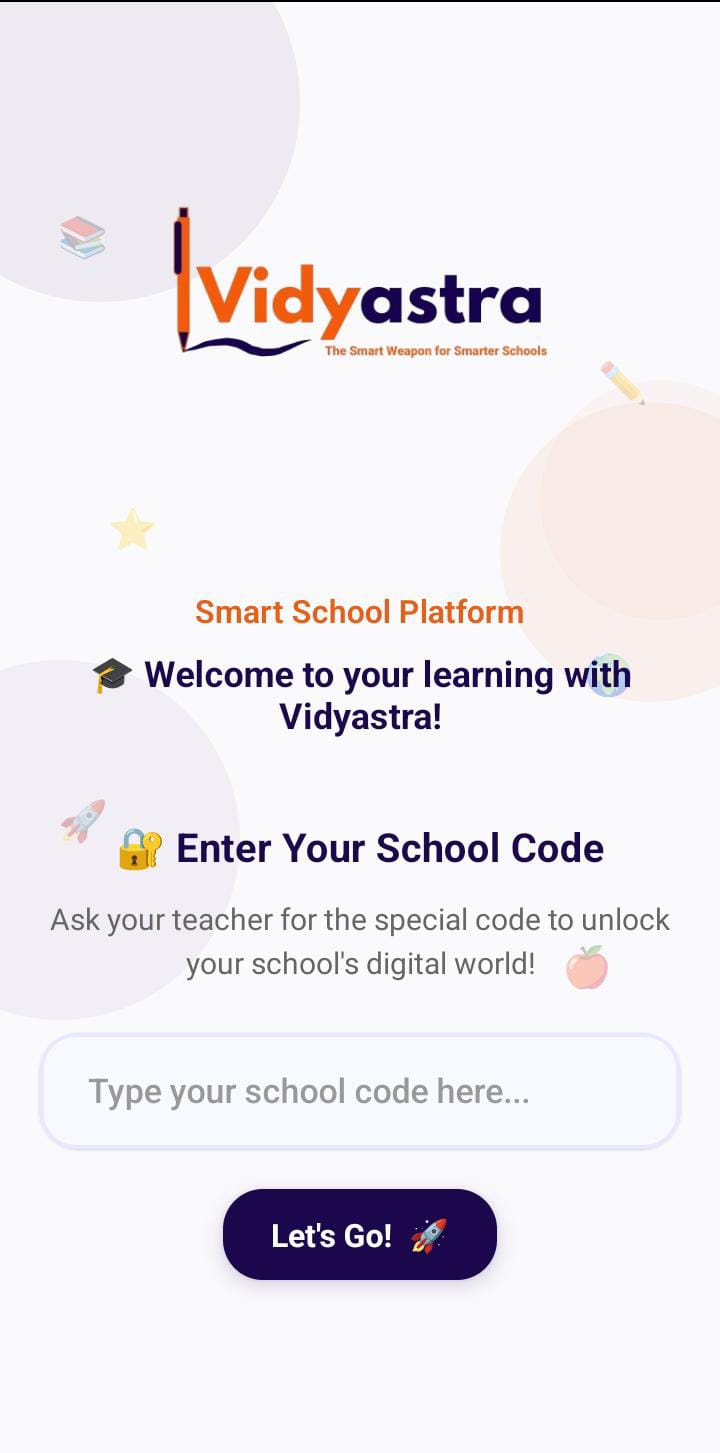 Vidyastra
The Smart Weapon for Smarter Schools
Smart School Platform
🎓 Welcome to your learning with
Vidyastra!
🔐 Enter Your School Code
Ask your teacher for the special code to unlock
your school's digital world!
Type your school code here...
Let's Go! 🚀